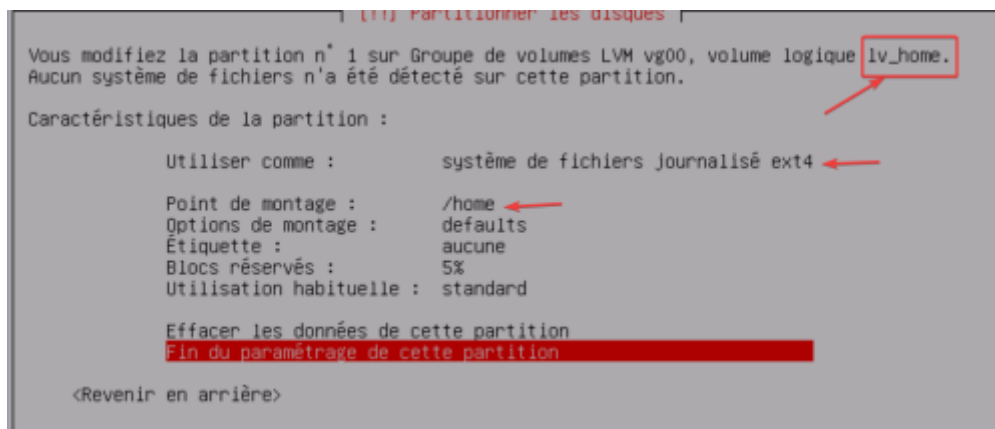 [!!] Partitionner les disques
Vous modifiez la partition n° 1 sur Groupe de volumes LVM vg00, volume logique lv_home.
Aucun système de fichiers n'a été détecté sur cette partition.
Caractéristiques de la partition :
Utiliser comme : système de fichiers journalisé ext4
Point de montage : /home
Options de montage : defaults
Étiquette : aucune
Blocs réservés : 5%
Utilisation habituelle : standard
Effacer les données de cette partition
Fin du paramétrage de cette partition
<Revenir en arrière>